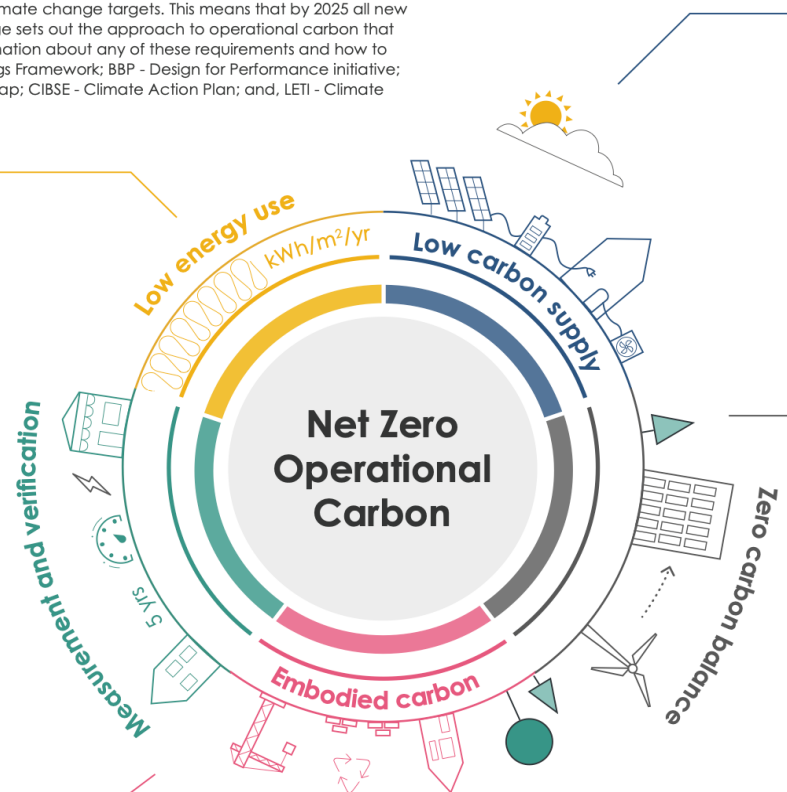 mate change targets. This means that by 2025 all new
e sets out the approach to operational carbon that
nation about any of these requirements and how to
gs Framework; BBP - Design for Performance initiative;
ap; CIBSE - Climate Action Plan; and, LETI - Climate
Low energy use
kWh/m²/yr
Low carbon supply
Net Zero
Operational
Carbon
Measurement and verification
5 yrs
Zero carbon balance
Embodied carbon